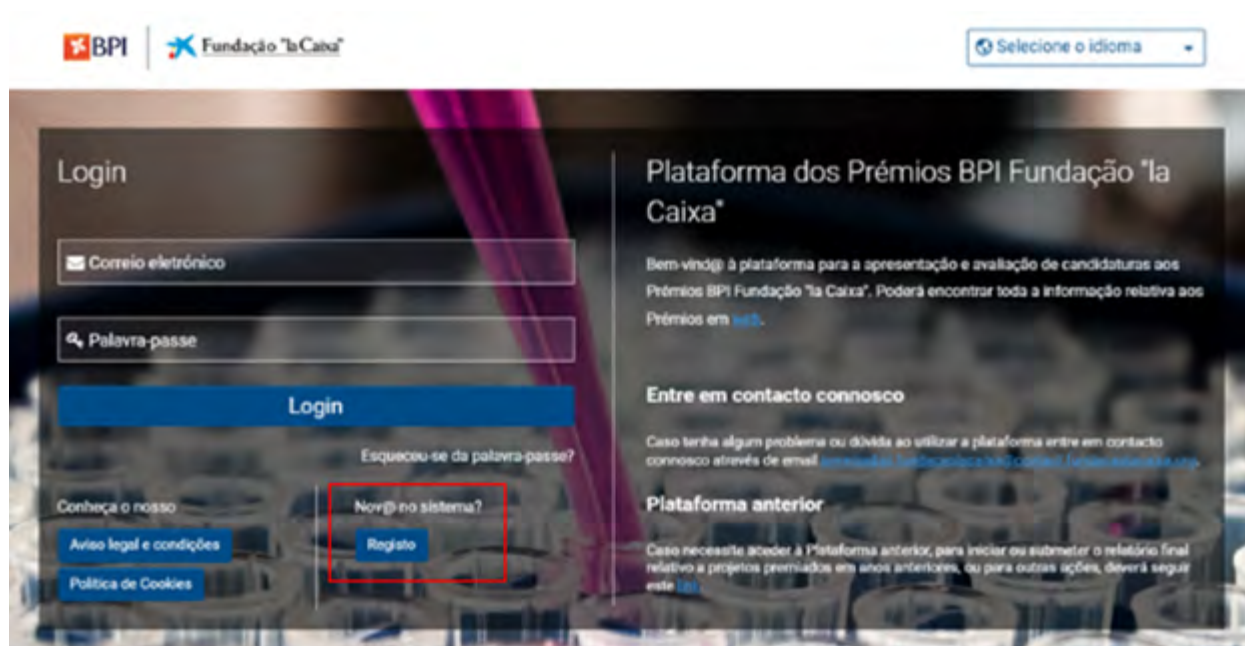 BPI
Fundação "la Caixa"
Selecione o idioma
Login
Correio eletrónico
Palavra-passe
Login
Esqueceu-se da palavra-passe?
Conheça o nosso
Aviso legal e condições
Política de Cookies
Nov@ no sistema?
Registo
Plataforma dos Prémios BPI Fundação "la
Caixa"
Bem-vind@ à plataforma para a apresentação e avaliação de candidaturas aos
Prémios BPI Fundação "la Caixa". Poderá encontrar toda a informação relativa aos
Prémios em web.
Entre em contacto connosco
Caso tenha algum problema ou dúvida ao utilizar a plataforma entre em contacto
connosco através de email
Plataforma anterior
Caso necessite aceder à Plataforma anterior, para iniciar ou submeter o relatório final
relativo a projetos premiados em anos anteriores, ou para outras ações, deverá seguir
este